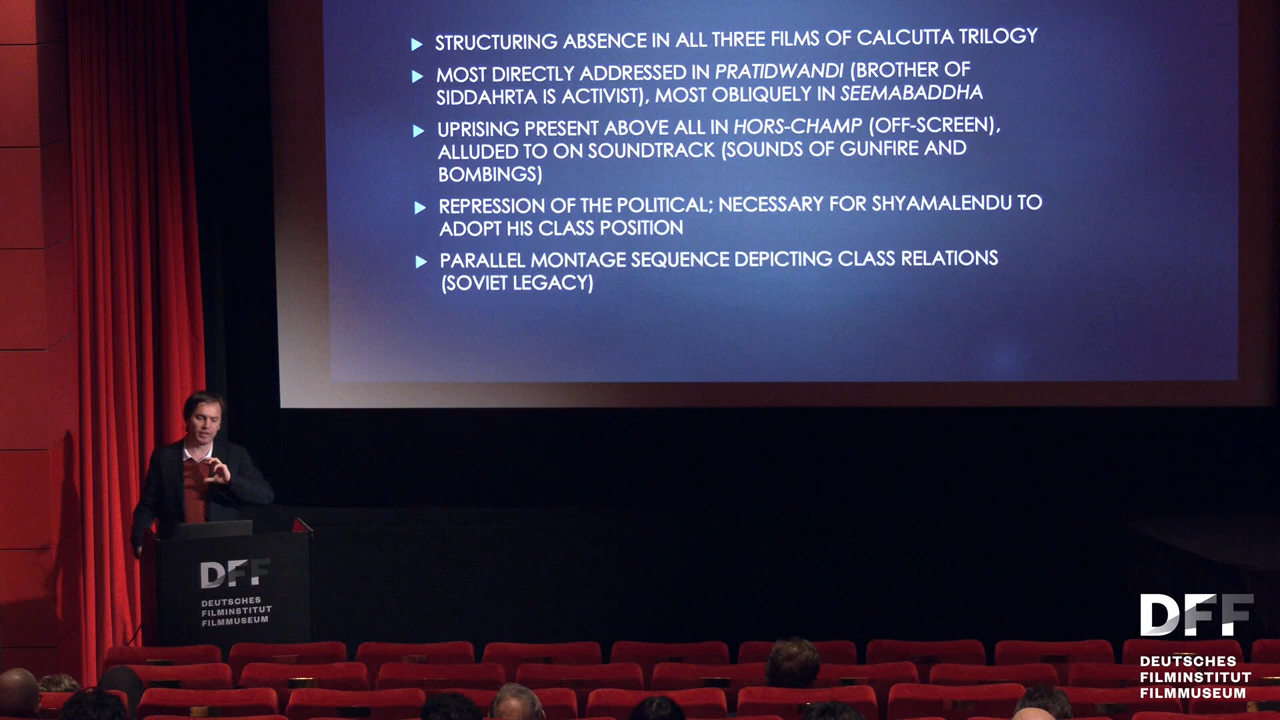 STRUCTURING ABSENCE IN ALL THREE FILMS OF CALCUTTA TRILOGY
MOST DIRECTLY ADDRESSED IN PRATIDWANDI (BROTHER OF
SIDDAHRTA IS ACTIVIST), MOST OBLIQUELY IN SEEMABADDHA
UPRISING PRESENT ABOVE ALL IN HORS-CHAMP (OFF-SCREEN),
ALLUDED TO ON SOUNDTRACK (SOUNDS OF GUNFIRE AND
BOMBINGS)
REPRESSION OF THE POLITICAL; NECESSARY FOR SHYAMALENDU TO
ADOPT HIS CLASS POSITION
PARALLEL MONTAGE SEQUENCE DEPICTING CLASS RELATIONS
(SOVIET LEGACY)
DFF
DEUTSCHES
FILMINSTITUT
FILMMUSEUM
DFF
DEUTSCHES
FILMINSTITUT
FILMMUSEUM